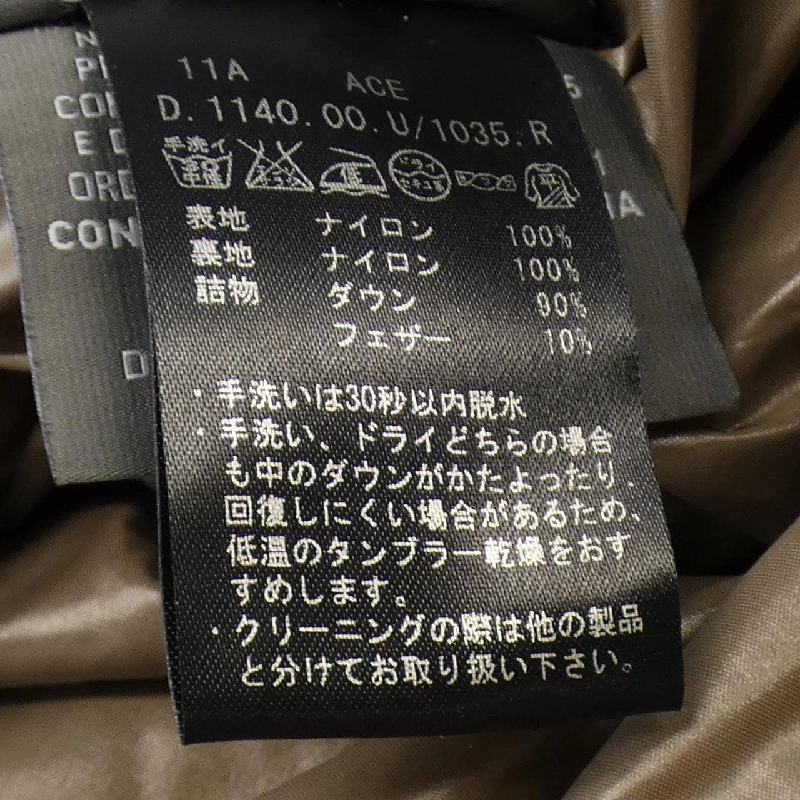 11A ACE
D.1140.00.U/1035.R
手洗イ
表地 ナイロン 100%
裏地 ナイロン 100%
詰物 ダウン 90%
フェザー 10%
・手洗いは30秒以内脱水
・手洗い、ドライどちらの場合
も中のダウンがかたよったり、
回復しにくい場合があるため、
低温のタンブラー乾燥をおす
すめします。
・クリーニングの際は他の製品
と分けてお取り扱い下さい。
CON